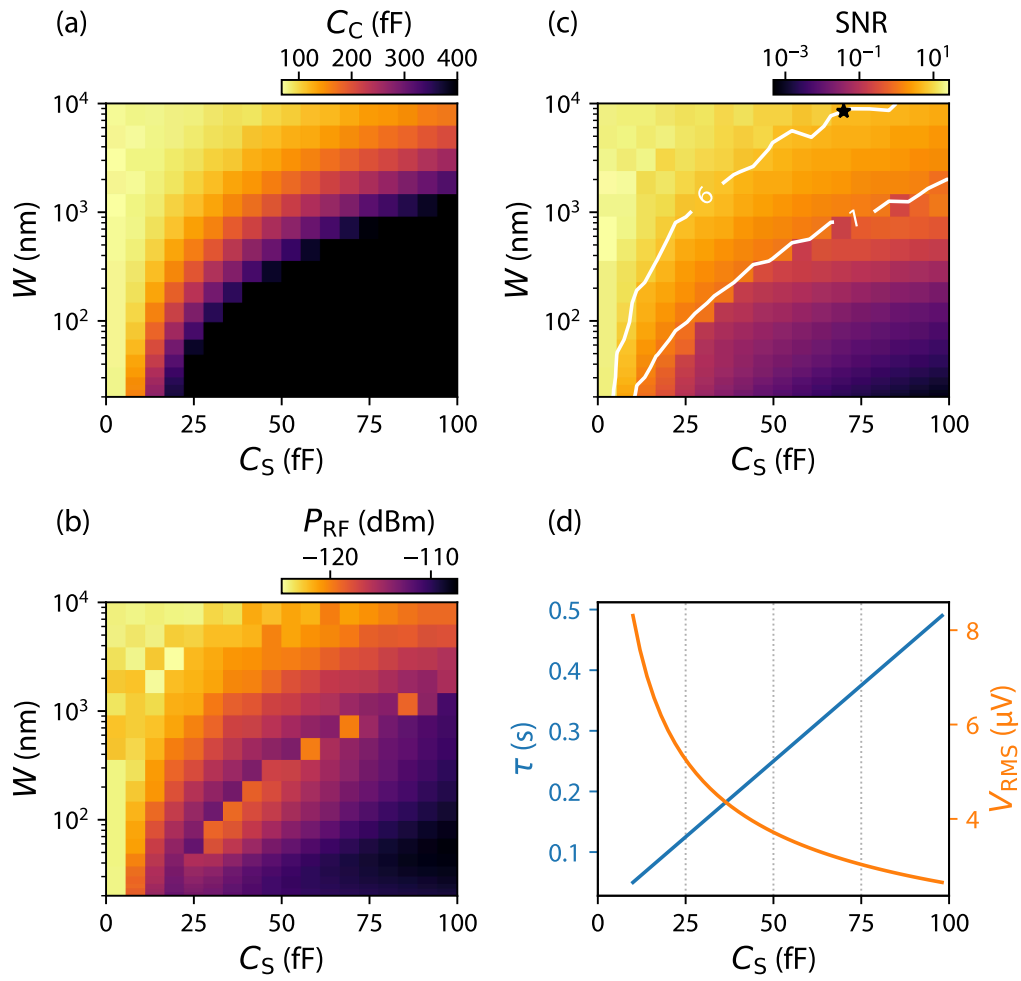 (a)
C_C (fF)
100 200 300 400
10^4
10^3
10^2
W (nm)
0 25 50 75 100
C_S (fF)
(c)
SNR
10^−3 10^−1 10^1
10^4
10^3
10^2
W (nm)
6
1
0 25 50 75 100
C_S (fF)
(b)
P_RF (dBm)
−120 −110
10^4
10^3
10^2
W (nm)
0 25 50 75 100
C_S (fF)
(d)
0.5
0.4
0.3
0.2
0.1
τ (s)
8
6
4
V_RMS (μV)
0 25 50 75 100
C_S (fF)